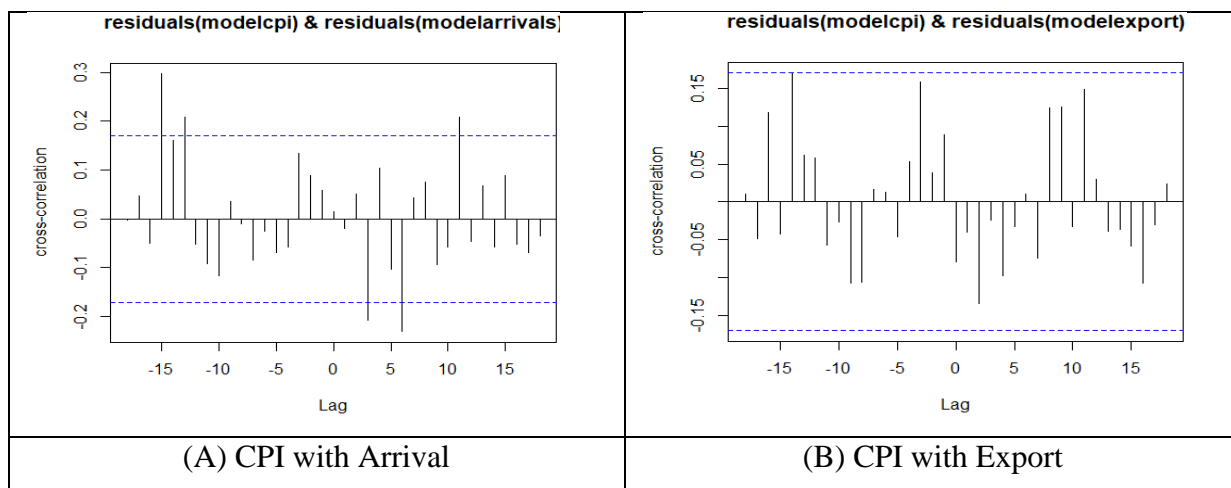 residuals(modelcpi) & residuals(modelarrivals)
0.3
0.2
0.1
0.0
-0.1
-0.2
cross-correlation
-15 -10 -5 0 5 10 15
Lag
residuals(modelcpi) & residuals(modelexport)
0.15
0.05
-0.05
-0.15
cross-correlation
-15 -10 -5 0 5 10 15
Lag
(A) CPI with Arrival
(B) CPI with Export